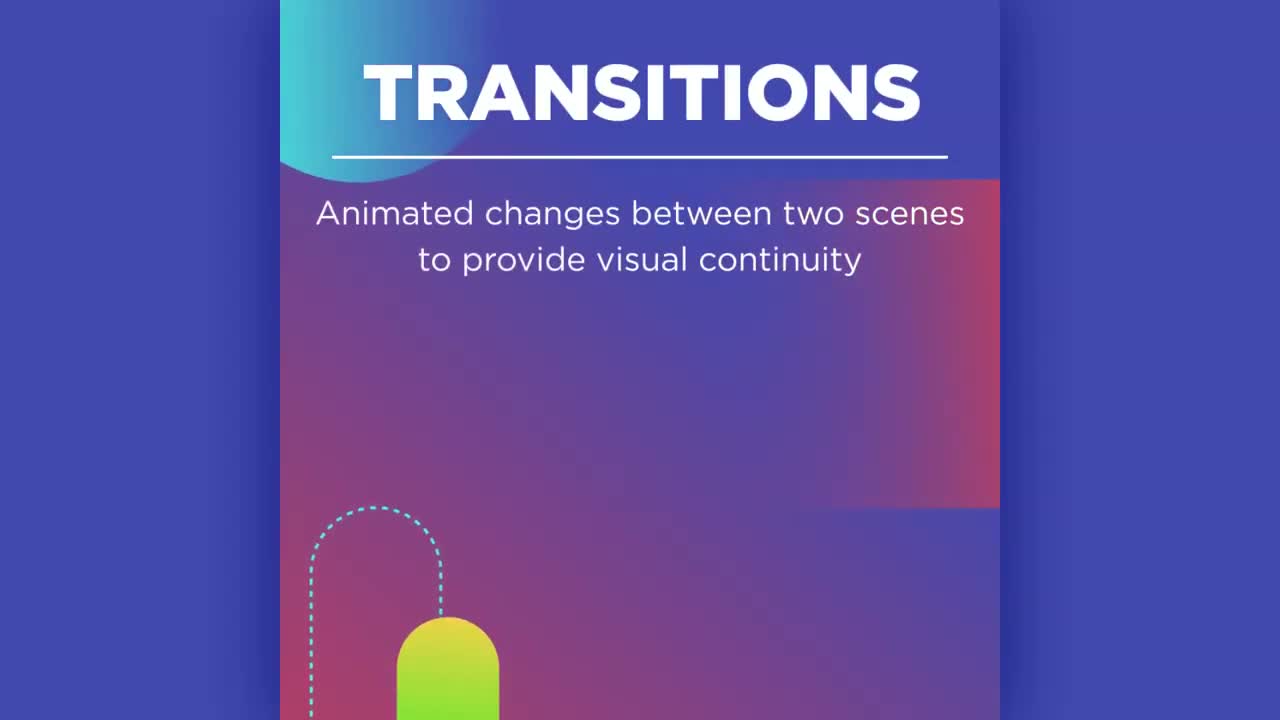 TRANSITIONS
Animated changes between two scenes
to provide visual continuity